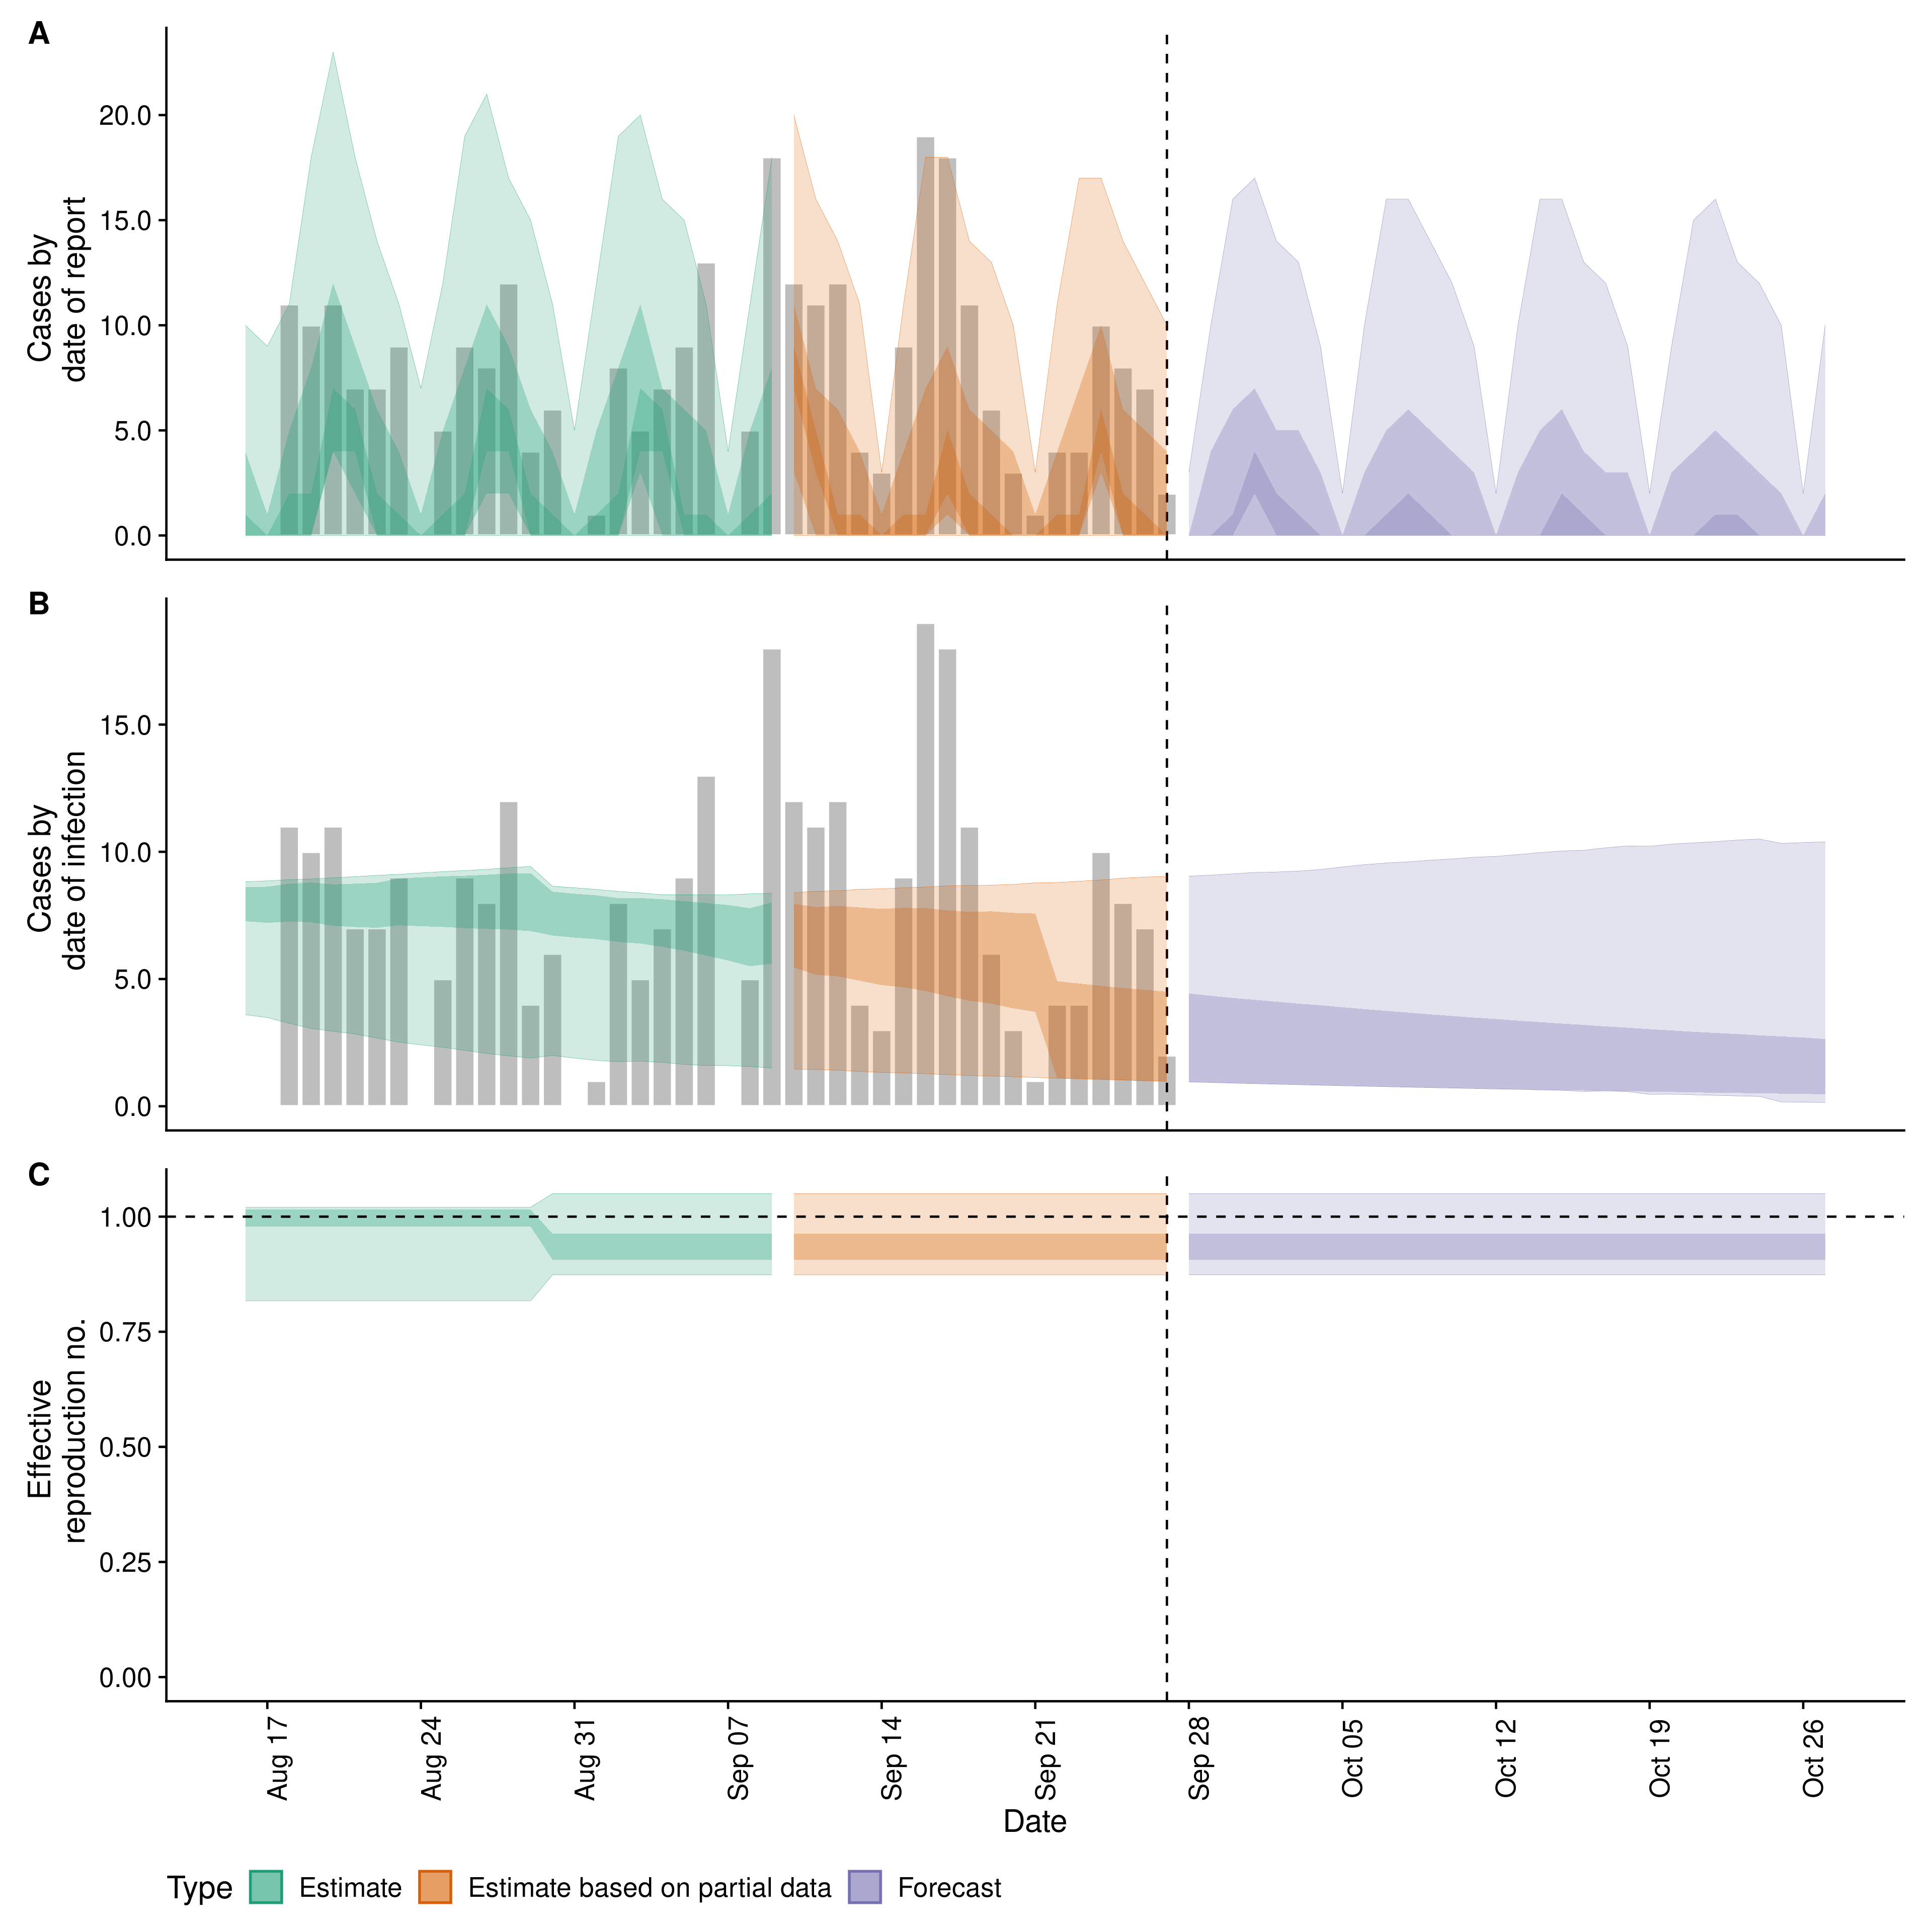 A
20.0
15.0
10.0
5.0
0.0
Cases by
date of report
B
15.0
10.0
5.0
0.0
Cases by
date of infection
C
1.00
0.75
0.50
0.25
0.00
Effective
reproduction no.
Aug 17
Aug 24
Aug 31
Sep 07
Sep 14
Sep 21
Sep 28
Oct 05
Oct 12
Oct 19
Oct 26
Date
Type
Estimate
Estimate based on partial data
Forecast